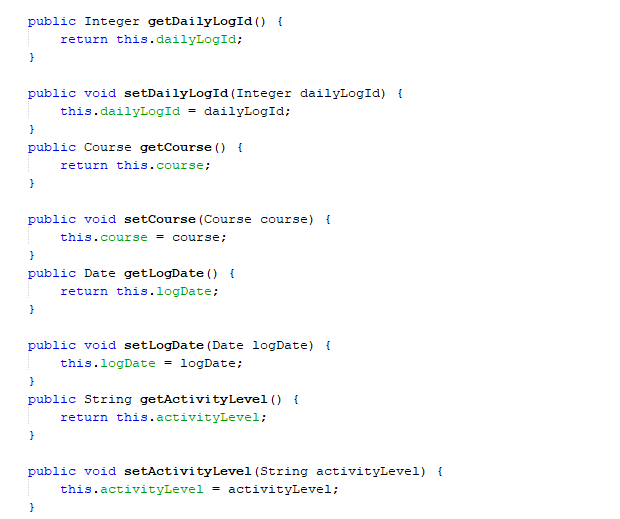 public Integer getDailyLogId() {
    return this.dailyLogId;
}

public void setDailyLogId(Integer dailyLogId) {
    this.dailyLogId = dailyLogId;
}
public Course getCourse() {
    return this.course;
}

public void setCourse(Course course) {
    this.course = course;
}
public Date getLogDate() {
    return this.logDate;
}

public void setLogDate(Date logDate) {
    this.logDate = logDate;
}
public String getActivityLevel() {
    return this.activityLevel;
}

public void setActivityLevel(String activityLevel) {
    this.activityLevel = activityLevel;
}